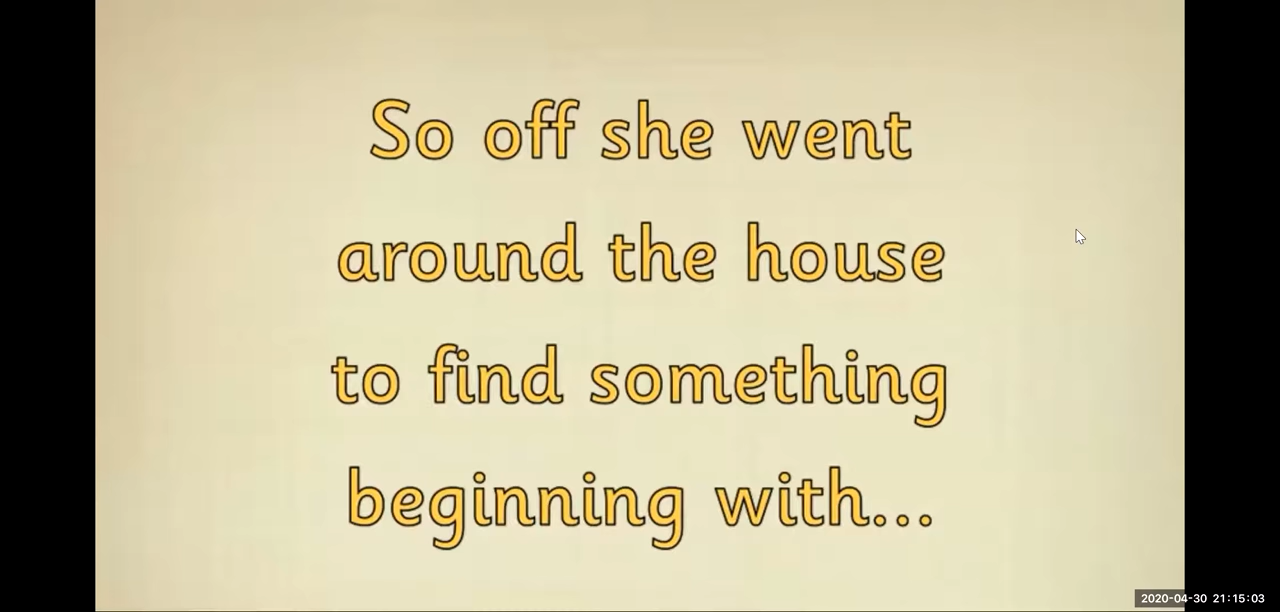 So off she went
around the house
to find something
beginning with...
2020-04-30 21:15:03